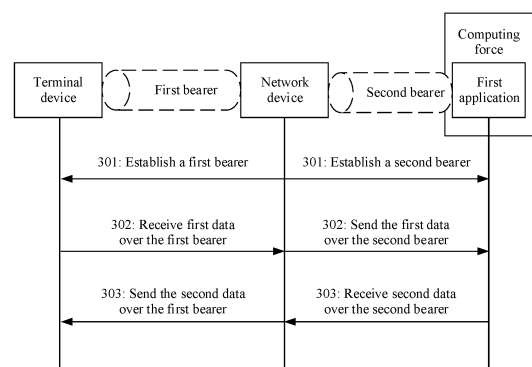 Computing
force
Terminal
device
First bearer
Network
device
Second bearer
First
application
301: Establish a first bearer
301: Establish a second bearer
302: Receive first data
over the first bearer
302: Send the first data
over the second bearer
303: Send the second data
over the first bearer
303: Receive second data
over the second bearer